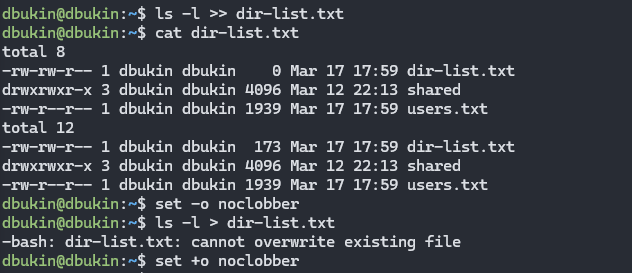 dbukin@dbukin:~$ ls -l >> dir-list.txt
dbukin@dbukin:~$ cat dir-list.txt
total 8
-rw-rw-r-- 1 dbukin dbukin    0 Mar 17 17:59 dir-list.txt
drwxrwxr-x 3 dbukin dbukin 4096 Mar 12 22:13 shared
-rw-r--r-- 1 dbukin dbukin 1939 Mar 17 17:59 users.txt
total 12
-rw-rw-r-- 1 dbukin dbukin  173 Mar 17 17:59 dir-list.txt
drwxrwxr-x 3 dbukin dbukin 4096 Mar 12 22:13 shared
-rw-r--r-- 1 dbukin dbukin 1939 Mar 17 17:59 users.txt
dbukin@dbukin:~$ set -o noclobber
dbukin@dbukin:~$ ls -l > dir-list.txt
-bash: dir-list.txt: cannot overwrite existing file
dbukin@dbukin:~$ set +o noclobber